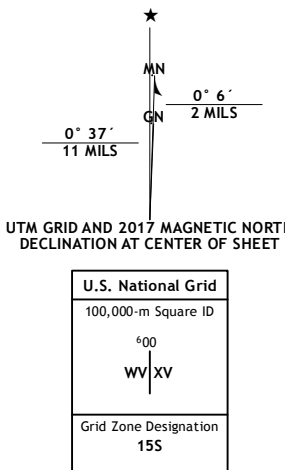 ★
MN
0° 6´
2 MILS
GN
0° 37´
11 MILS
UTM GRID AND 2017 MAGNETIC NORTH
DECLINATION AT CENTER OF SHEET
U.S. National Grid
100,000-m Square ID
⁶00
WV XV
Grid Zone Designation
15S